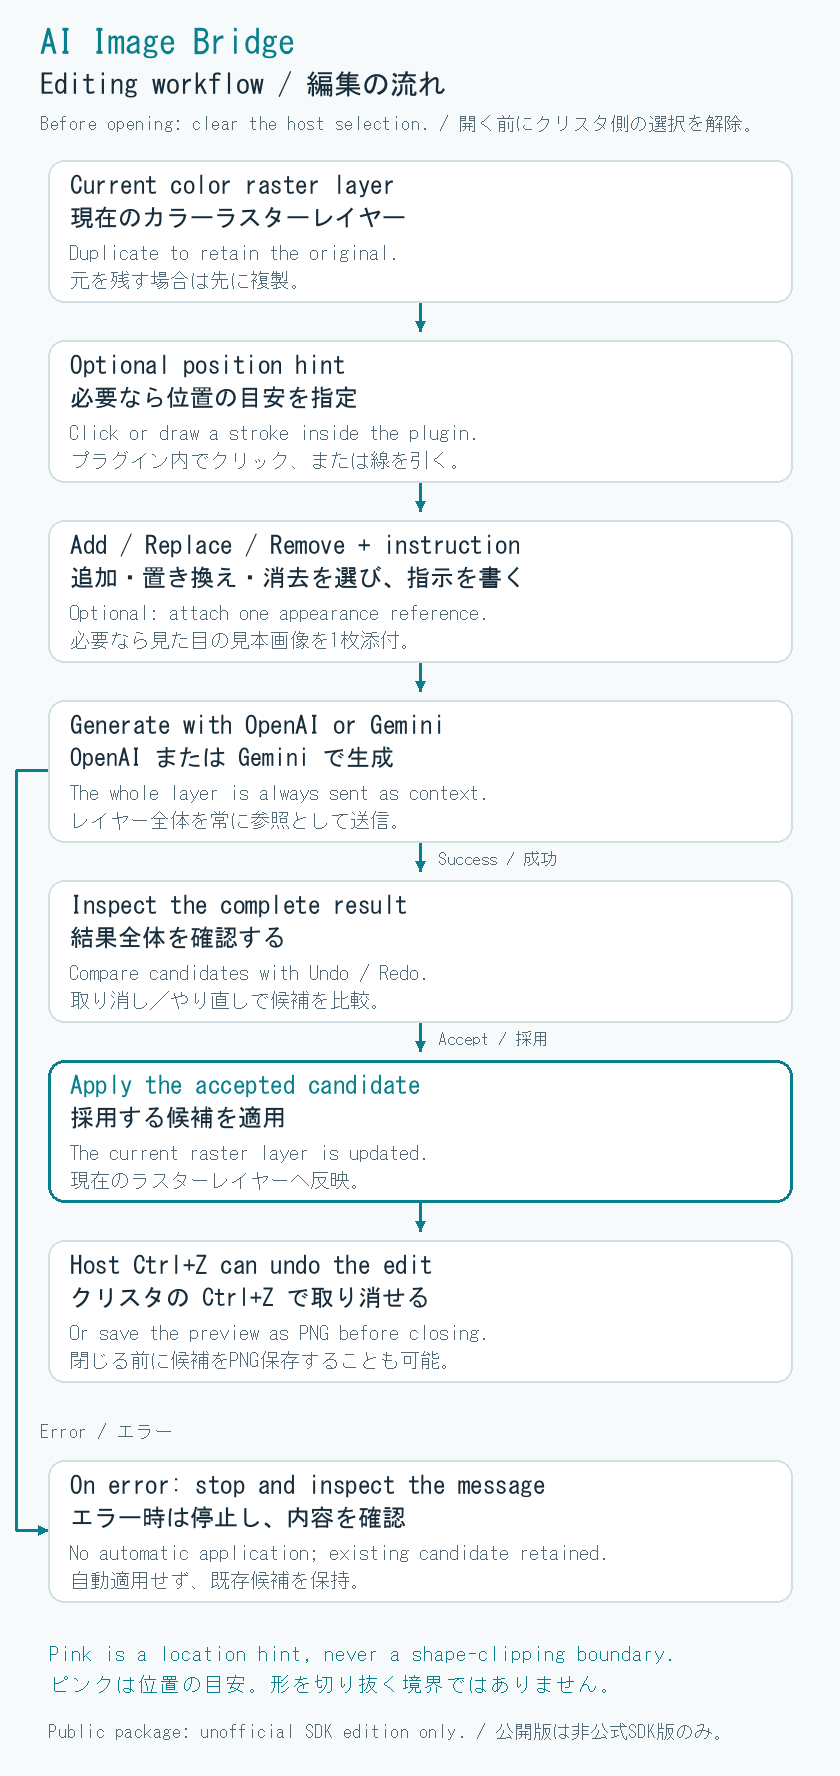 AI Image Bridge
Editing workflow / 編集の流れ
Before opening: clear the host selection. / 開く前にクリスタ側の選択を解除。
Current color raster layer
現在のカラーラスターレイヤー
Duplicate to retain the original.
元を残す場合は先に複製。
Optional position hint
必要なら位置の目安を指定
Click or draw a stroke inside the plugin.
プラグイン内でクリック、または線を引く。
Add / Replace / Remove + instruction
追加・置き換え・消去を選び、指示を書く
Optional: attach one appearance reference.
必要なら見た目の見本画像を1枚添付。
Generate with OpenAI or Gemini
OpenAI または Gemini で生成
The whole layer is always sent as context.
レイヤー全体を常に参照として送信。
Success / 成功
Inspect the complete result
結果全体を確認する
Compare candidates with Undo / Redo.
取り消し／やり直しで候補を比較。
Accept / 採用
Apply the accepted candidate
採用する候補を適用
The current raster layer is updated.
現在のラスターレイヤーへ反映。
Host Ctrl+Z can undo the edit
クリスタの Ctrl+Z で取り消せる
Or save the preview as PNG before closing.
閉じる前に候補をPNG保存することも可能。
Error / エラー
On error: stop and inspect the message
エラー時は停止し、内容を確認
No automatic application; existing candidate retained.
自動適用せず、既存候補を保持。
Pink is a location hint, never a shape-clipping boundary.
ピンクは位置の目安。形を切り抜く境界ではありません。
Public package: unofficial SDK edition only. / 公開版は非公式SDK版のみ。